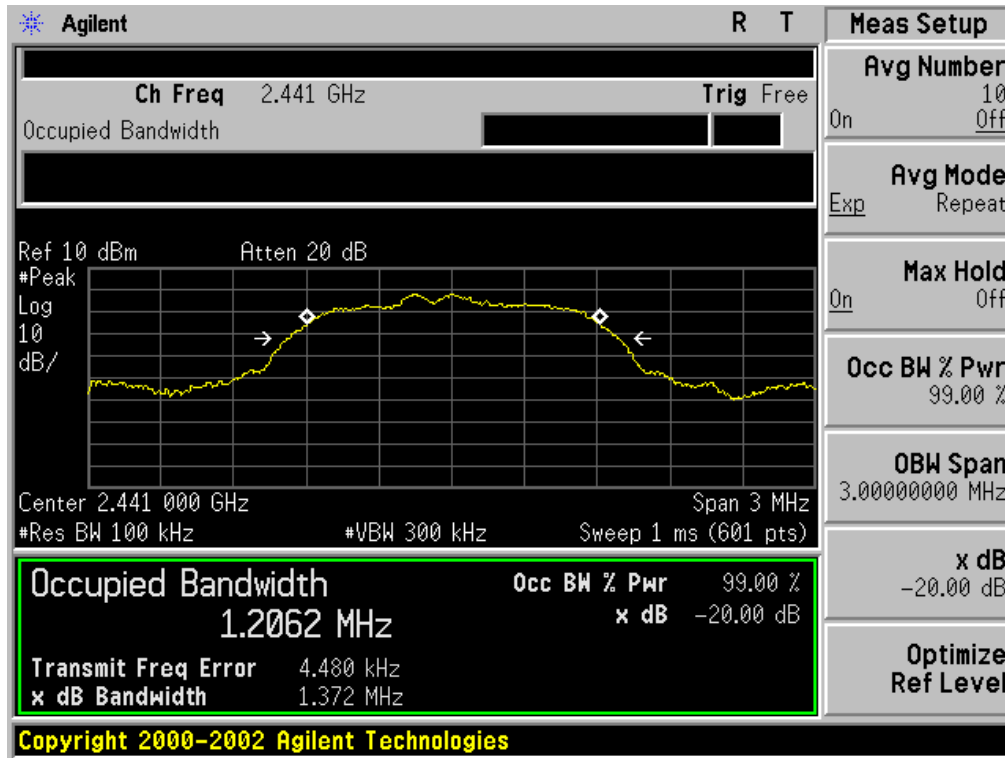 Agilent R T Meas Setup
Ch Freq 2.441 GHz Trig Free
Occupied Bandwidth
Ref 10 dBm Atten 20 dB
#Peak
Log
10
dB/
Center 2.441 000 GHz Span 3 MHz
#Res BW 100 kHz #VBW 300 kHz Sweep 1 ms (601 pts)
Occupied Bandwidth Occ BW % Pwr 99.00 %
1.2062 MHz x dB -20.00 dB
Transmit Freq Error 4.480 kHz
x dB Bandwidth 1.372 MHz
Copyright 2000-2002 Agilent Technologies
Avg Number
10
On Off
Avg Mode
Exp Repeat
Max Hold
On Off
Occ BW % Pwr
99.00 %
OBW Span
3.00000000 MHz
x dB
-20.00 dB
Optimize
Ref Level